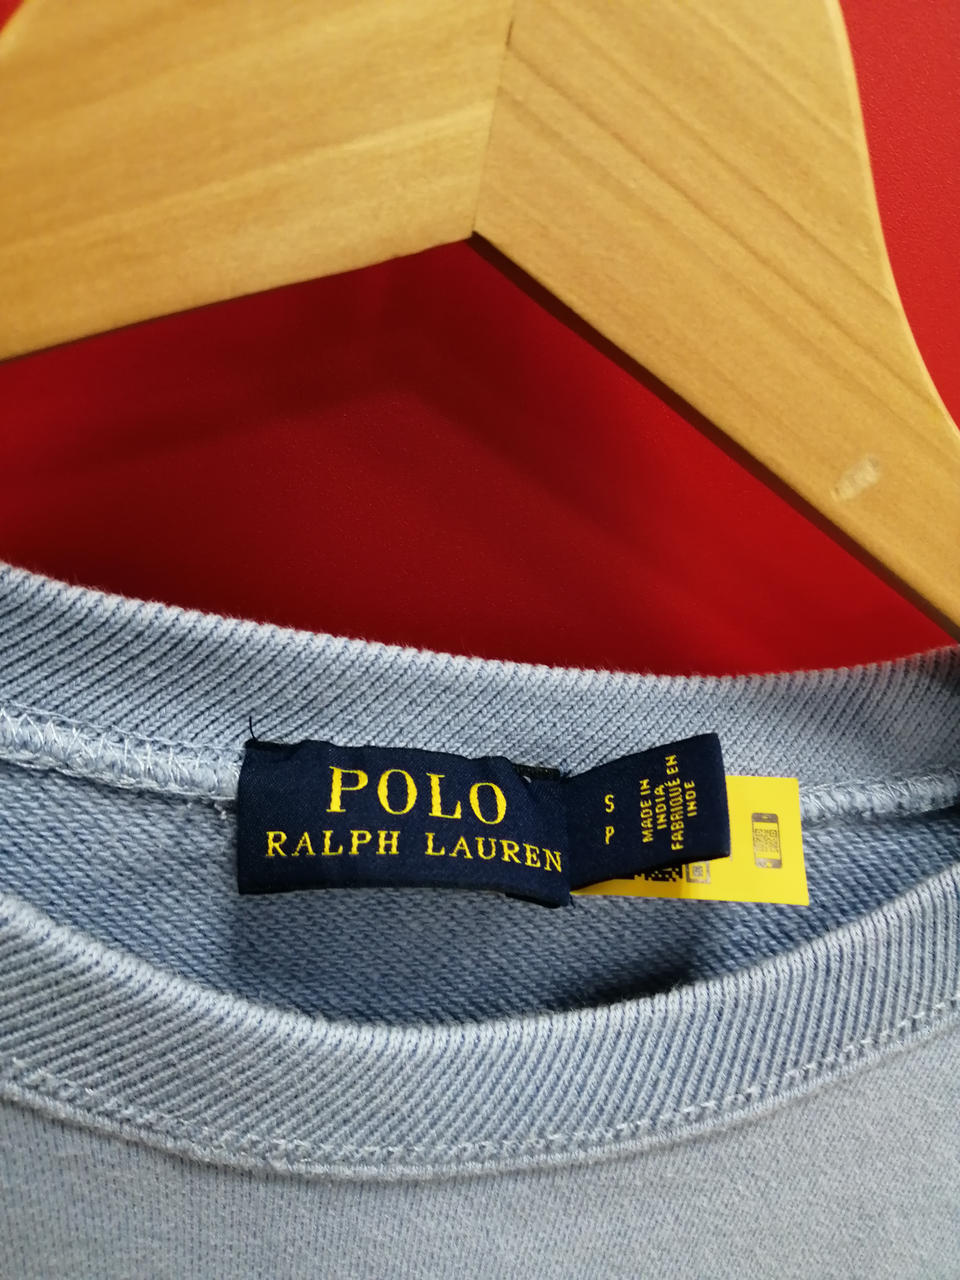 POLO
RALPH LAUREN
S
P
MADE IN
INDIA
FABRIQUÉ EN
INDE